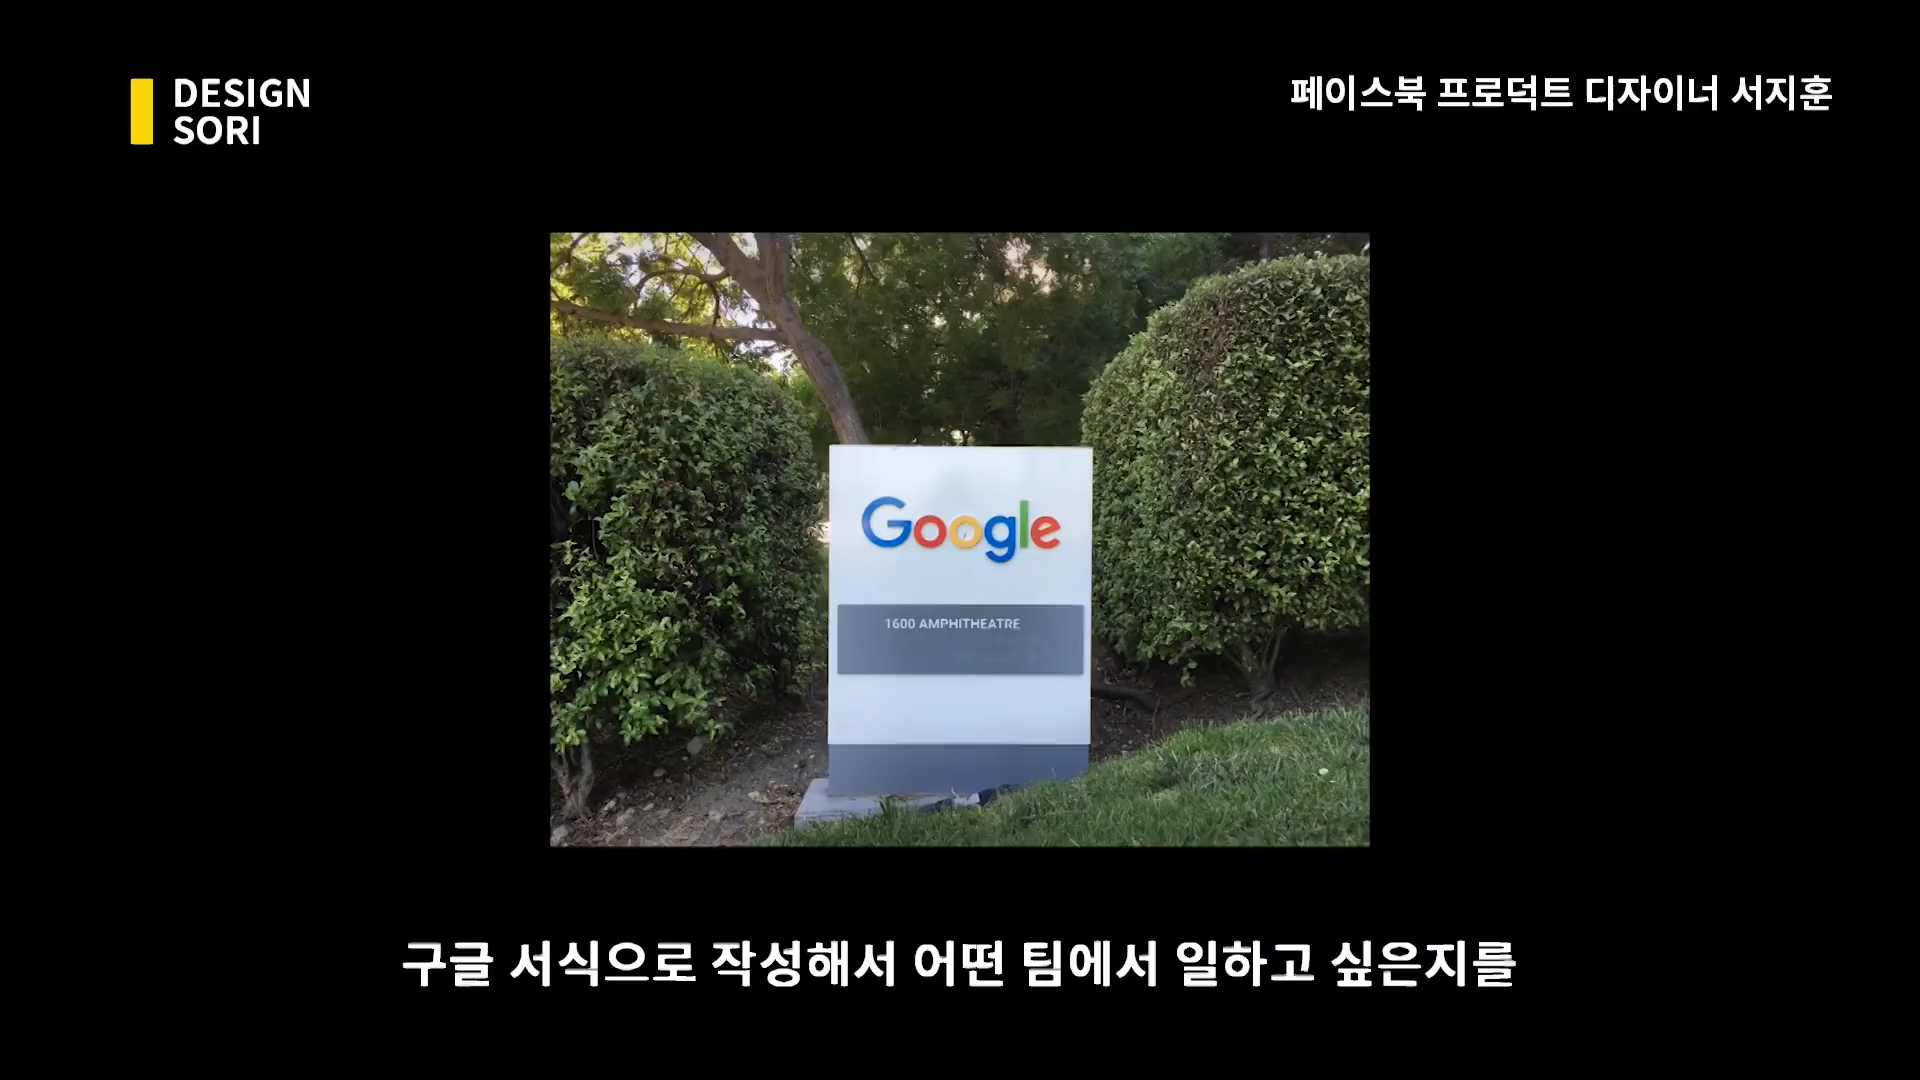 DESIGN
SORI
페이스북 프로덕트 디자이너 서지훈
Google
1600 AMPHITHEATRE
구글 서식으로 작성해서 어떤 팀에서 일하고 싶은지를